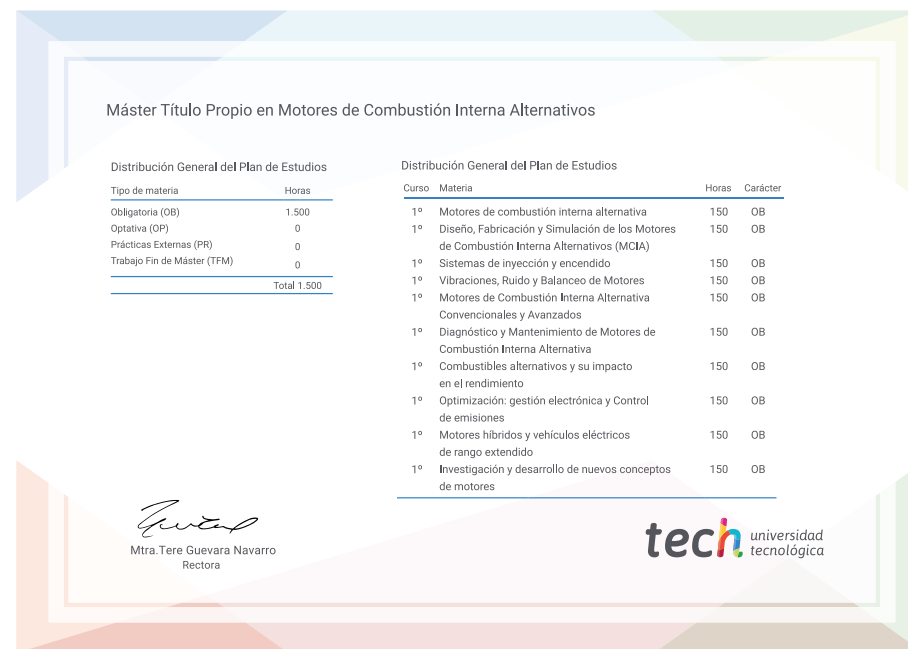 Máster Título Propio en Motores de Combustión Interna Alternativos
Distribución General del Plan de Estudios
Tipo de materia Horas
Obligatoria (OB) 1.500
Optativa (OP) 0
Prácticas Externas (PR) 0
Trabajo Fin de Máster (TFM) 0
Total 1.500
Distribución General del Plan de Estudios
Curso Materia Horas Carácter
1º Motores de combustión interna alternativa 150 OB
1º Diseño, Fabricación y Simulación de los Motores 150 OB
de Combustión Interna Alternativos (MCIA)
1º Sistemas de inyección y encendido 150 OB
1º Vibraciones, Ruido y Balanceo de Motores 150 OB
1º Motores de Combustión Interna Alternativa 150 OB
Convencionales y Avanzados
1º Diagnóstico y Mantenimiento de Motores de 150 OB
Combustión Interna Alternativa
1º Combustibles alternativos y su impacto 150 OB
en el rendimiento
1º Optimización: gestión electrónica y Control 150 OB
de emisiones
1º Motores híbridos y vehículos eléctricos 150 OB
de rango extendido
1º Investigación y desarrollo de nuevos conceptos 150 OB
de motores
Mtra.Tere Guevara Navarro
Rectora
tech universidad
tecnológica